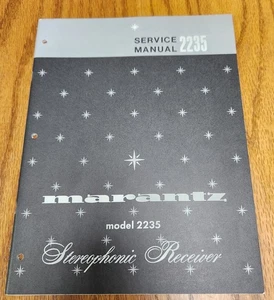 SERVICE
MANUAL 2235
marantz
model 2235
Stereophonic Receiver